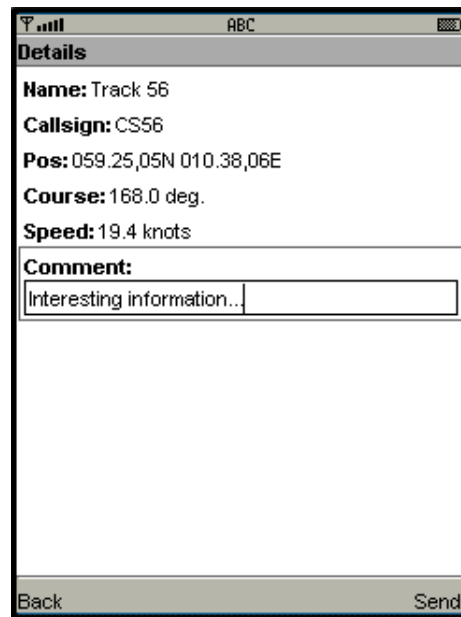 ABC
Details
Name: Track 56
Callsign: CS56
Pos: 059.25,05N 010.38,06E
Course: 168.0 deg.
Speed: 19.4 knots
Comment:
Interesting information...
Back Send